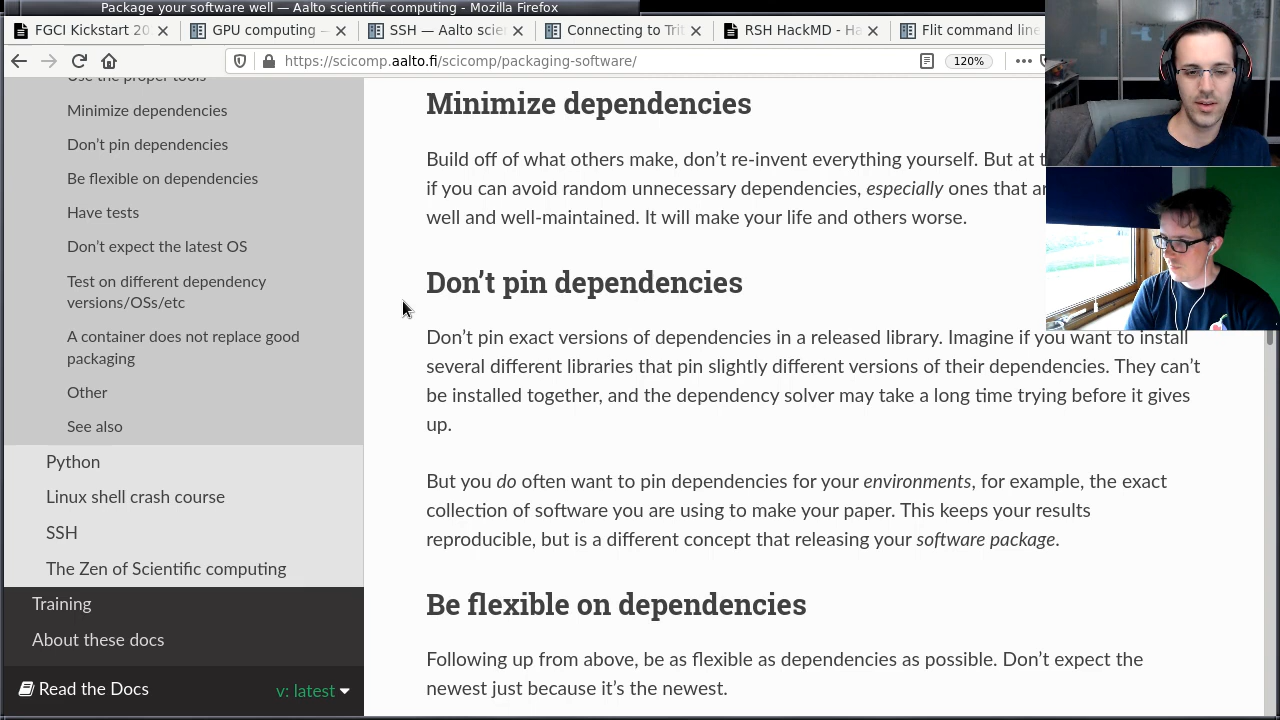 Package your software well — Aalto scientific computing - Mozilla Firefox
FGCI Kickstart 20
GPU computing —
SSH — Aalto scie
Connecting to Trit
RSH HackMD - Ha
Flit command line
https://scicomp.aalto.fi/scicomp/packaging-software/
120%
Use the proper tools
Minimize dependencies
Don't pin dependencies
Be flexible on dependencies
Have tests
Don't expect the latest OS
Test on different dependency
versions/OSs/etc
A container does not replace good
packaging
Other
See also
Python
Linux shell crash course
SSH
The Zen of Scientific computing
Training
About these docs
Read the Docs
v: latest
Minimize dependencies
Build off of what others make, don't re-invent everything yourself. But at t
if you can avoid random unnecessary dependencies, especially ones that ar
well and well-maintained. It will make your life and others worse.
Don't pin dependencies
Don't pin exact versions of dependencies in a released library. Imagine if you want to install
several different libraries that pin slightly different versions of their dependencies. They can't
be installed together, and the dependency solver may take a long time trying before it gives
up.
But you do often want to pin dependencies for your environments, for example, the exact
collection of software you are using to make your paper. This keeps your results
reproducible, but is a different concept that releasing your software package.
Be flexible on dependencies
Following up from above, be as flexible as dependencies as possible. Don't expect the
newest just because it's the newest.